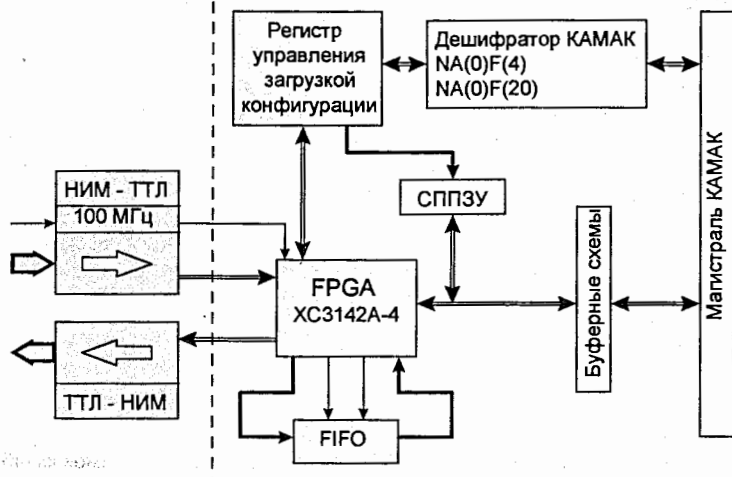 Регистр
управления
загрузкой
конфигурации
Дешифратор КАМАК
NA(0)F(4)
NA(0)F(20)
Магистраль КАМАК
НИМ - ТТЛ
100 МГц
СППЗУ
Буферные схемы
FPGA
XC3142A-4
ТТЛ - НИМ
FIFO